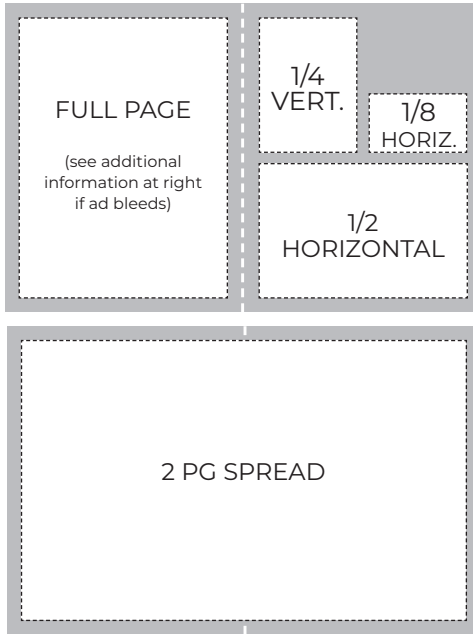 FULL PAGE
(see additional
information at right
if ad bleeds)
1/4
VERT.
1/8
HORIZ.
1/2
HORIZONTAL
2 PG SPREAD